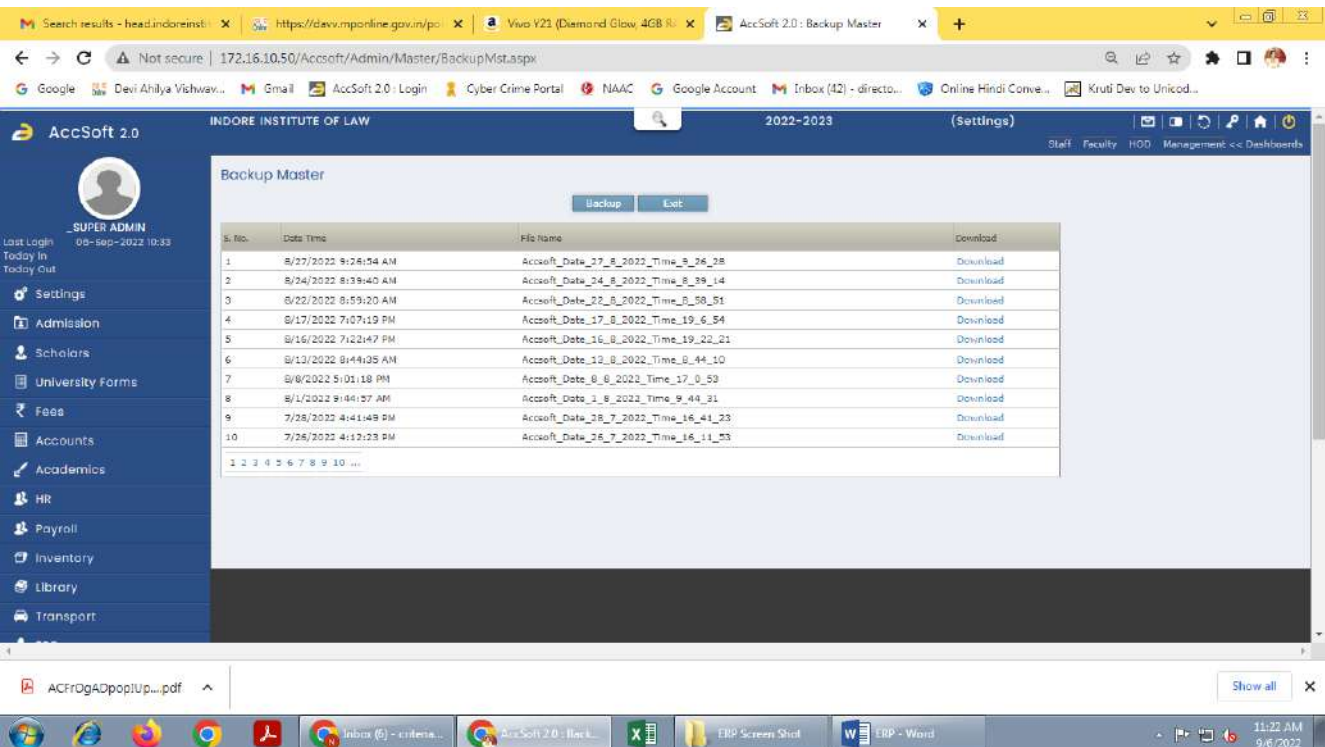 Search results - head.indoreinst
https://davv.mponline.gov.in/po
Vivo Y21 (Diamond Glow, 4GB R
AccSoft 2.0 : Backup Master
Not secure | 172.16.10.50/Accsoft/Admin/Master/BackupMst.aspx
Google Devi Ahilya Vishwav... Gmail AccSoft 2.0 : Login Cyber Crime Portal NAAC Google Account Inbox (42) - directo... Online Hindi Conve... Kruti Dev to Unicod...
AccSoft 2.0
INDORE INSTITUTE OF LAW 2022-2023 (Settings)
Staff Faculty HOD Management << Dashboards
_SUPER ADMIN
Last Login 06-Sep-2022 10:33
Today In
Today Out
Settings
Admission
Scholars
University Forms
₹ Fees
Accounts
Academics
HR
Payroll
Inventory
Library
Transport
Backup Master
Backup Exit
S. No. Date Time File Name Download
1 8/27/2022 9:26:54 AM Accsoft_Date_27_8_2022_Time_9_26_28 Download
2 8/24/2022 8:39:40 AM Accsoft_Date_24_8_2022_Time_8_39_14 Download
3 8/22/2022 8:59:20 AM Accsoft_Date_22_8_2022_Time_8_58_51 Download
4 8/17/2022 7:07:19 PM Accsoft_Date_17_8_2022_Time_19_6_54 Download
5 8/16/2022 7:22:47 PM Accsoft_Date_16_8_2022_Time_19_22_21 Download
6 8/13/2022 8:44:35 AM Accsoft_Date_13_8_2022_Time_8_44_10 Download
7 8/8/2022 5:01:18 PM Accsoft_Date_8_8_2022_Time_17_0_53 Download
8 8/1/2022 9:44:57 AM Accsoft_Date_1_8_2022_Time_9_44_31 Download
9 7/28/2022 4:41:49 PM Accsoft_Date_28_7_2022_Time_16_41_23 Download
10 7/26/2022 4:12:23 PM Accsoft_Date_26_7_2022_Time_16_11_53 Download
1 2 3 4 5 6 7 8 9 10 ...
ACFrOgADpopIUp....pdf
Show all
Inbox (6) - criteria... AccSoft 2.0 : Back... ERP Screen Shot ERP - Word
11:22 AM
9/6/2022